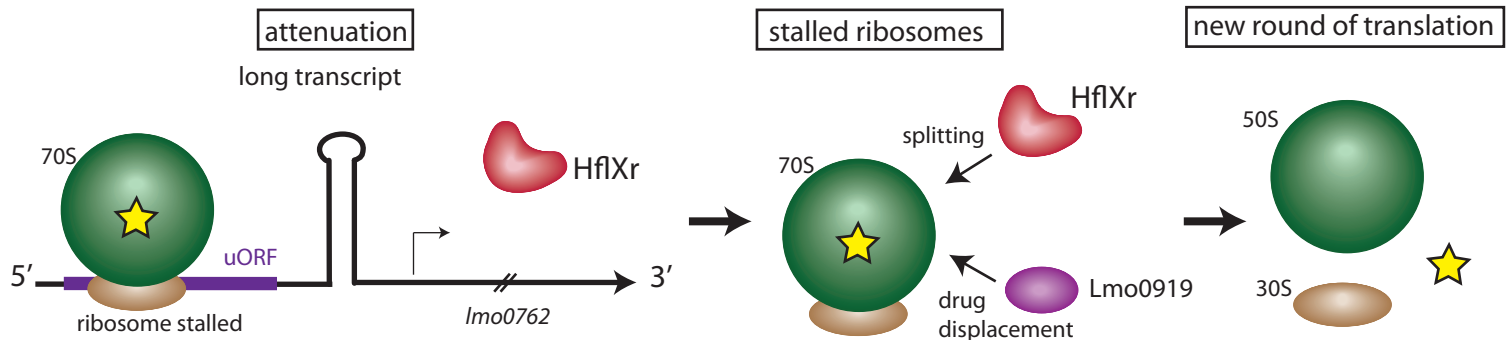 attenuation
long transcript
70S
HflXr
uORF
5′
3′
ribosome stalled
lmo0762
stalled ribosomes
HflXr
splitting
70S
Lmo0919
drug
displacement
new round of translation
50S
30S